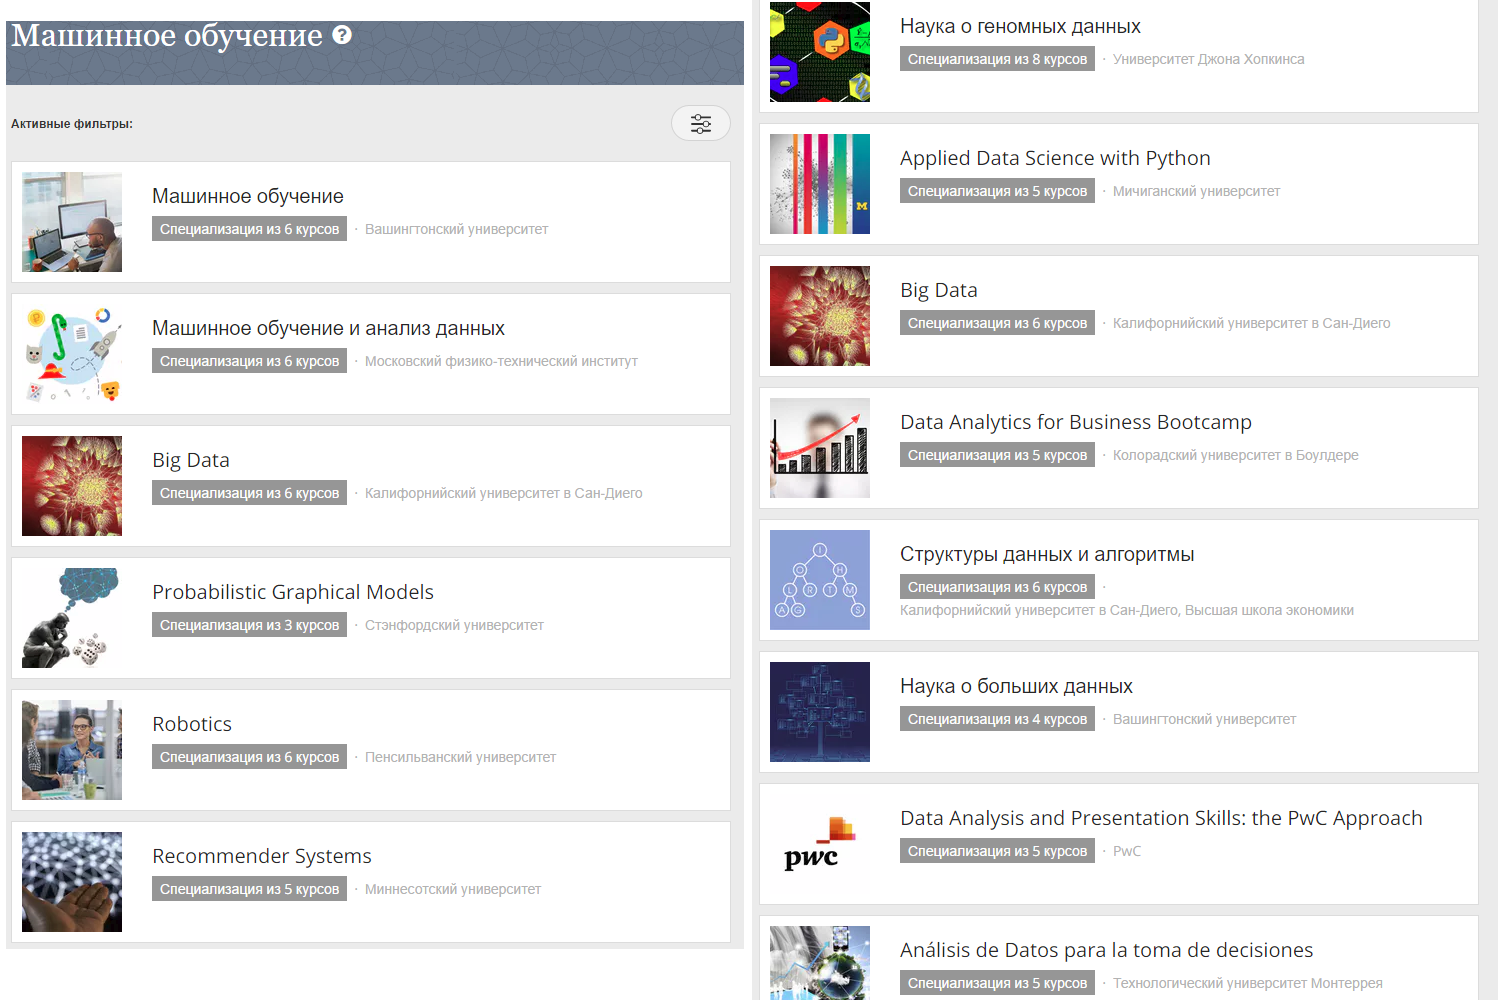 Машинное обучение ?
Активные фильтры:
Машинное обучение
Специализация из 6 курсов · Вашингтонский университет
Машинное обучение и анализ данных
Специализация из 6 курсов · Московский физико-технический институт
Big Data
Специализация из 6 курсов · Калифорнийский университет в Сан-Диего
Probabilistic Graphical Models
Специализация из 3 курсов · Стэнфордский университет
Robotics
Специализация из 6 курсов · Пенсильванский университет
Recommender Systems
Специализация из 5 курсов · Миннесотский университет
Наука о геномных данных
Специализация из 8 курсов · Университет Джона Хопкинса
Applied Data Science with Python
Специализация из 5 курсов · Мичиганский университет
M
Big Data
Специализация из 6 курсов · Калифорнийский университет в Сан-Диего
Data Analytics for Business Bootcamp
Специализация из 5 курсов · Колорадский университет в Боулдере
Структуры данных и алгоритмы
Специализация из 6 курсов ·
Калифорнийский университет в Сан-Диего, Высшая школа экономики
I
O H
L R T M
A G S
Наука о больших данных
Специализация из 4 курсов · Вашингтонский университет
Data Analysis and Presentation Skills: the PwC Approach
Специализация из 5 курсов · PwC
pwc
Análisis de Datos para la toma de decisiones
Специализация из 5 курсов · Технологический университет Монтеррея